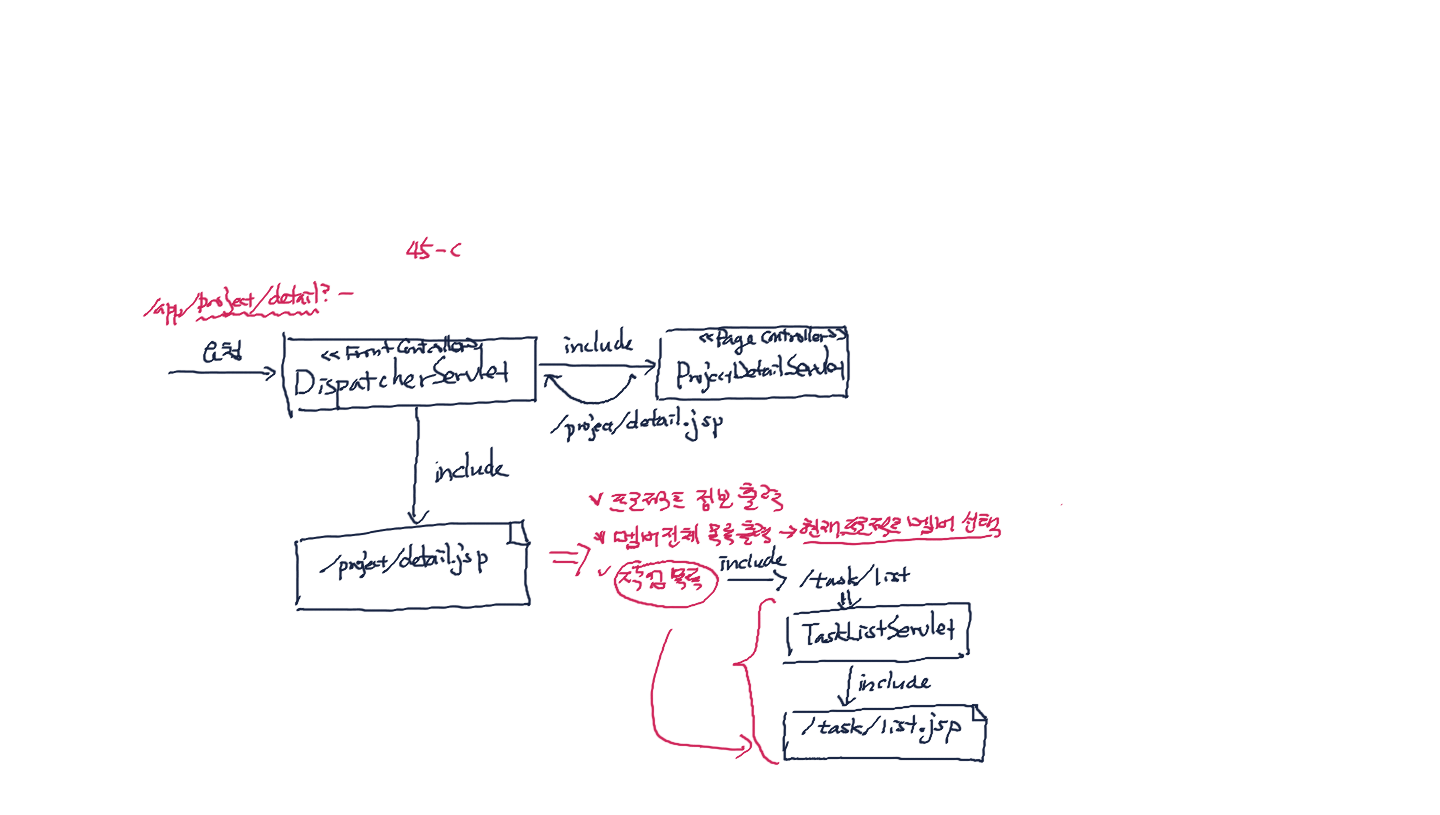 45-c
/app/project/detail? -
요청
<<Front Controller>>
DispatcherServlet
include
<<Page Controller>>
ProjectDetailServlet
/project/detail.jsp
include
/project/detail.jsp
✓ 프로젝트 정보 출력
* 멤버전체 목록출력 → 현재 프로젝트 멤버 선택
✓ 작업목록
include
/task/list
TaskListServlet
include
/task/list.jsp